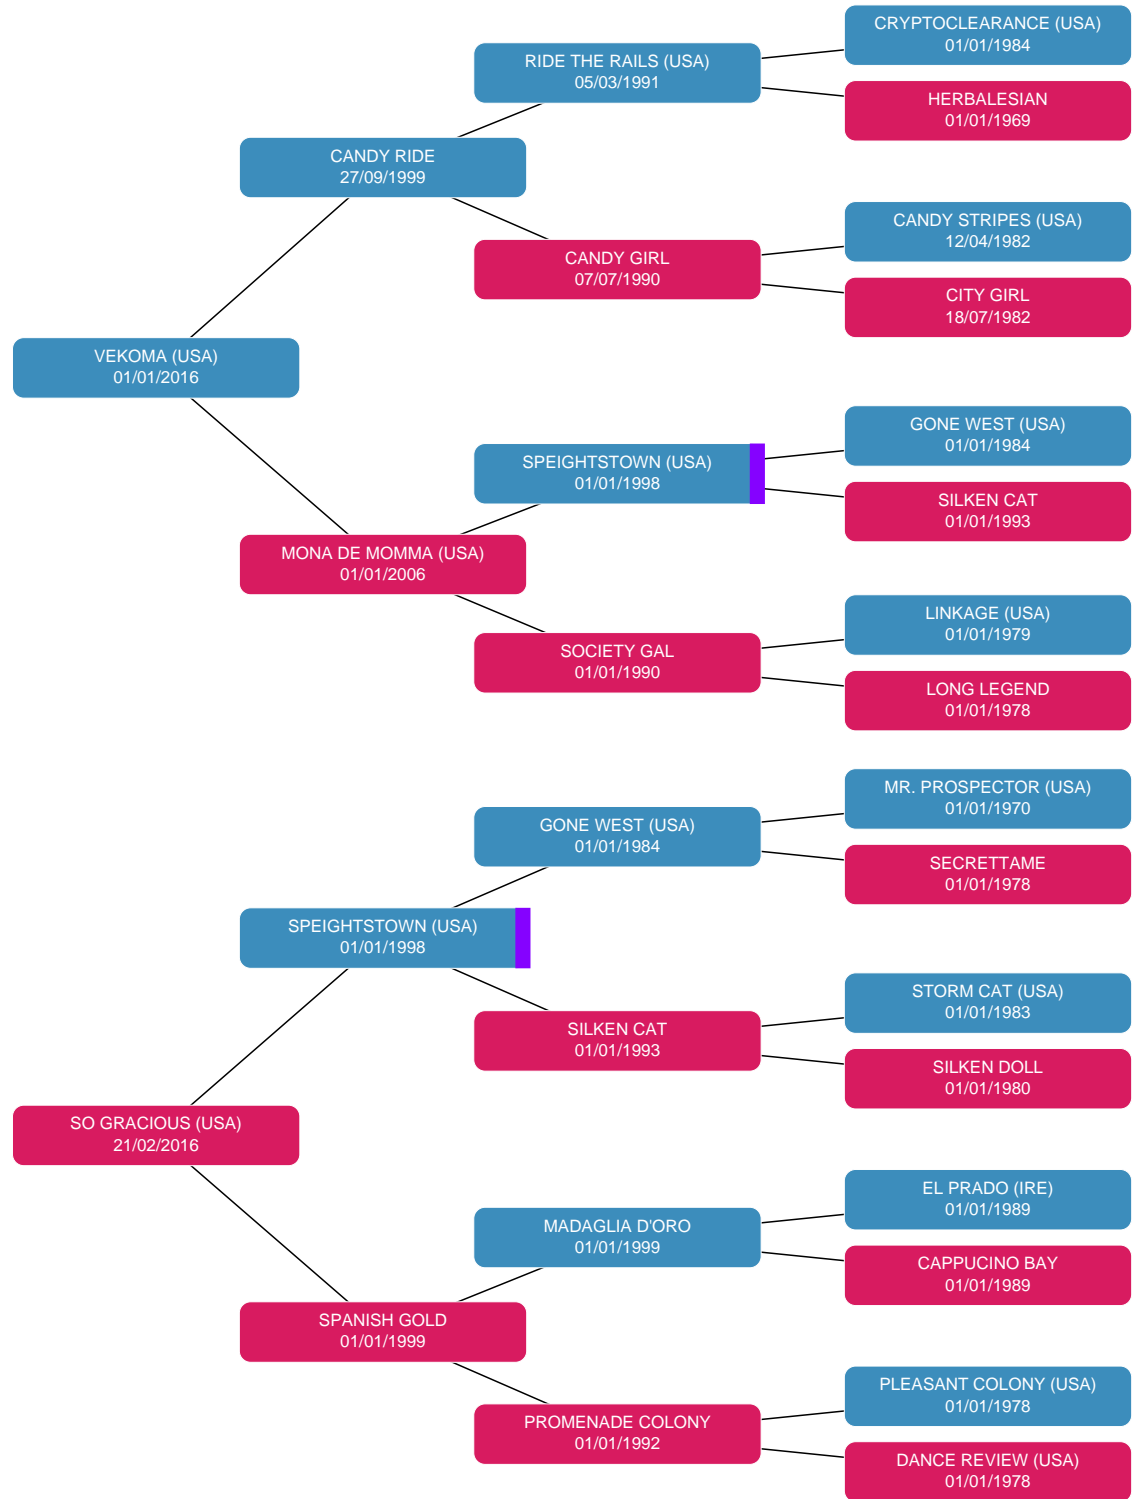 CRYPTOCLEARANCE (USA)
01/01/1984
RIDE THE RAILS (USA)
05/03/1991
HERBALESIAN
01/01/1969
CANDY RIDE
27/09/1999
CANDY STRIPES (USA)
12/04/1982
CANDY GIRL
07/07/1990
CITY GIRL
18/07/1982
VEKOMA (USA)
01/01/2016
GONE WEST (USA)
01/01/1984
SPEIGHTSTOWN (USA)
01/01/1998
SILKEN CAT
01/01/1993
MONA DE MOMMA (USA)
01/01/2006
LINKAGE (USA)
01/01/1979
SOCIETY GAL
01/01/1990
LONG LEGEND
01/01/1978
MR. PROSPECTOR (USA)
01/01/1970
GONE WEST (USA)
01/01/1984
SECRETTAME
01/01/1978
SPEIGHTSTOWN (USA)
01/01/1998
STORM CAT (USA)
01/01/1983
SILKEN CAT
01/01/1993
SILKEN DOLL
01/01/1980
SO GRACIOUS (USA)
21/02/2016
EL PRADO (IRE)
01/01/1989
MADAGLIA D'ORO
01/01/1999
CAPPUCINO BAY
01/01/1989
SPANISH GOLD
01/01/1999
PLEASANT COLONY (USA)
01/01/1978
PROMENADE COLONY
01/01/1992
DANCE REVIEW (USA)
01/01/1978